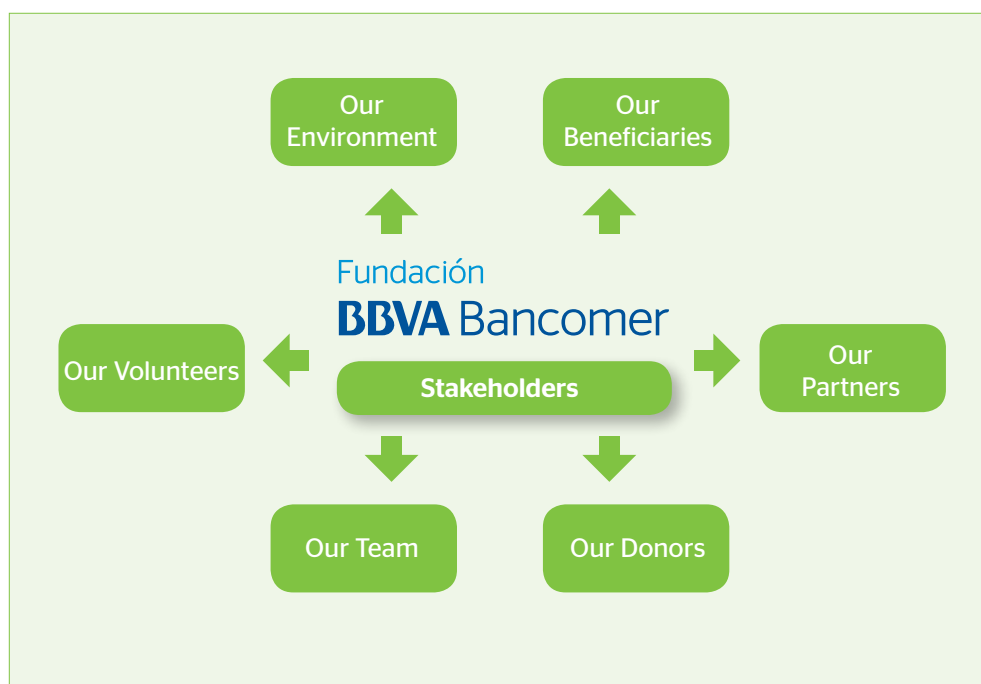 Our
Environment
Our
Beneficiaries
Fundación
BBVA Bancomer
Our Volunteers
Stakeholders
Our
Partners
Our Team
Our Donors